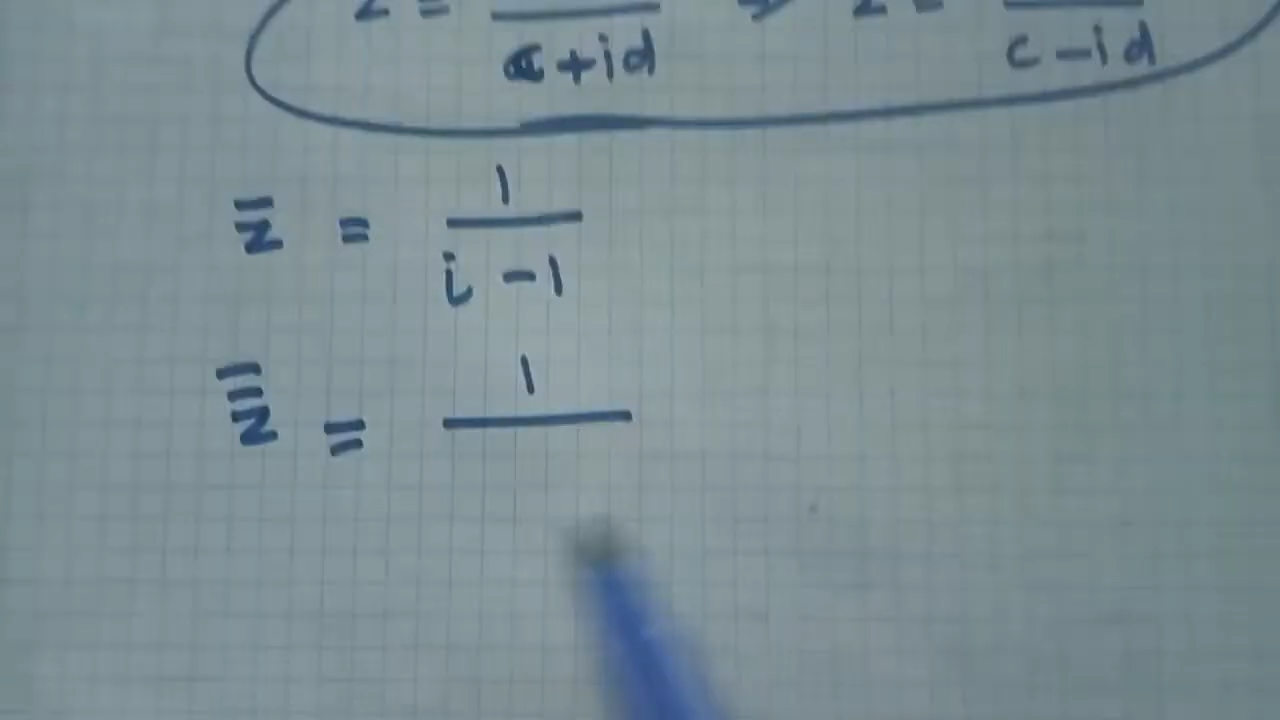 z = ⇒ z =
c + id c - id
z̄ = 1 / (i - 1)
z̿ = 1 /